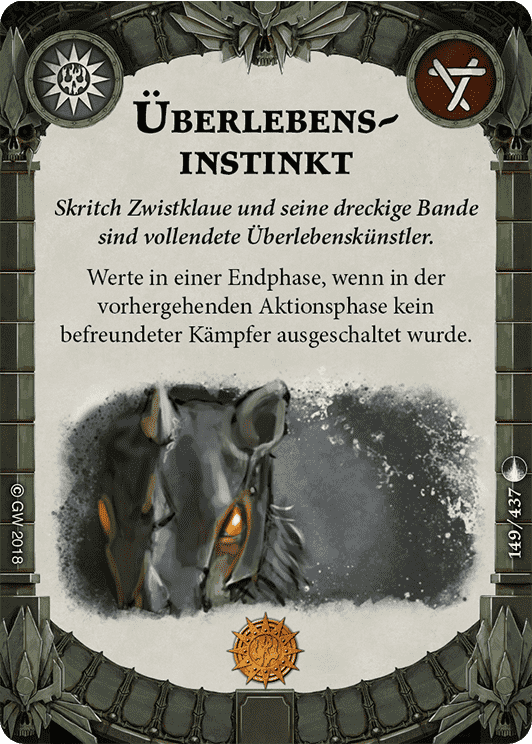 Überlebens-
instinkt
Skritch Zwistklaue und seine dreckige Bande
sind vollendete Überlebenskünstler.
Werte in einer Endphase, wenn in der
vorhergehenden Aktionsphase kein
befreundeter Kämpfer ausgeschaltet wurde.
© GW 2018
149/437